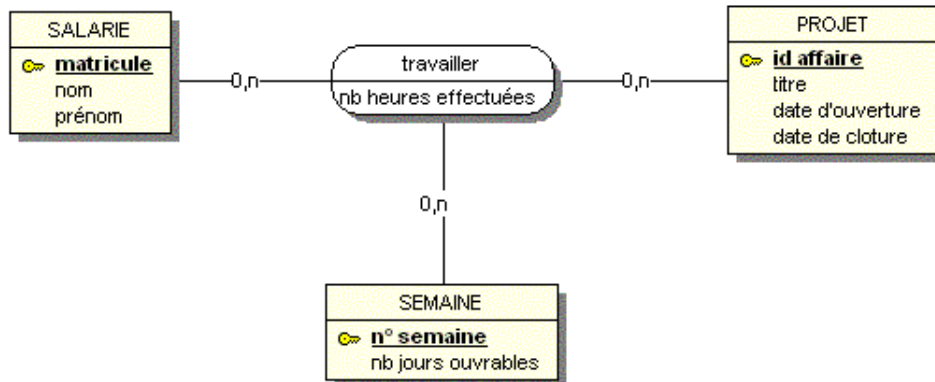 SALARIE
matricule
nom
prénom
0,n
travailler
nb heures effectuées
0,n
PROJET
id affaire
titre
date d'ouverture
date de cloture
0,n
SEMAINE
n° semaine
nb jours ouvrables